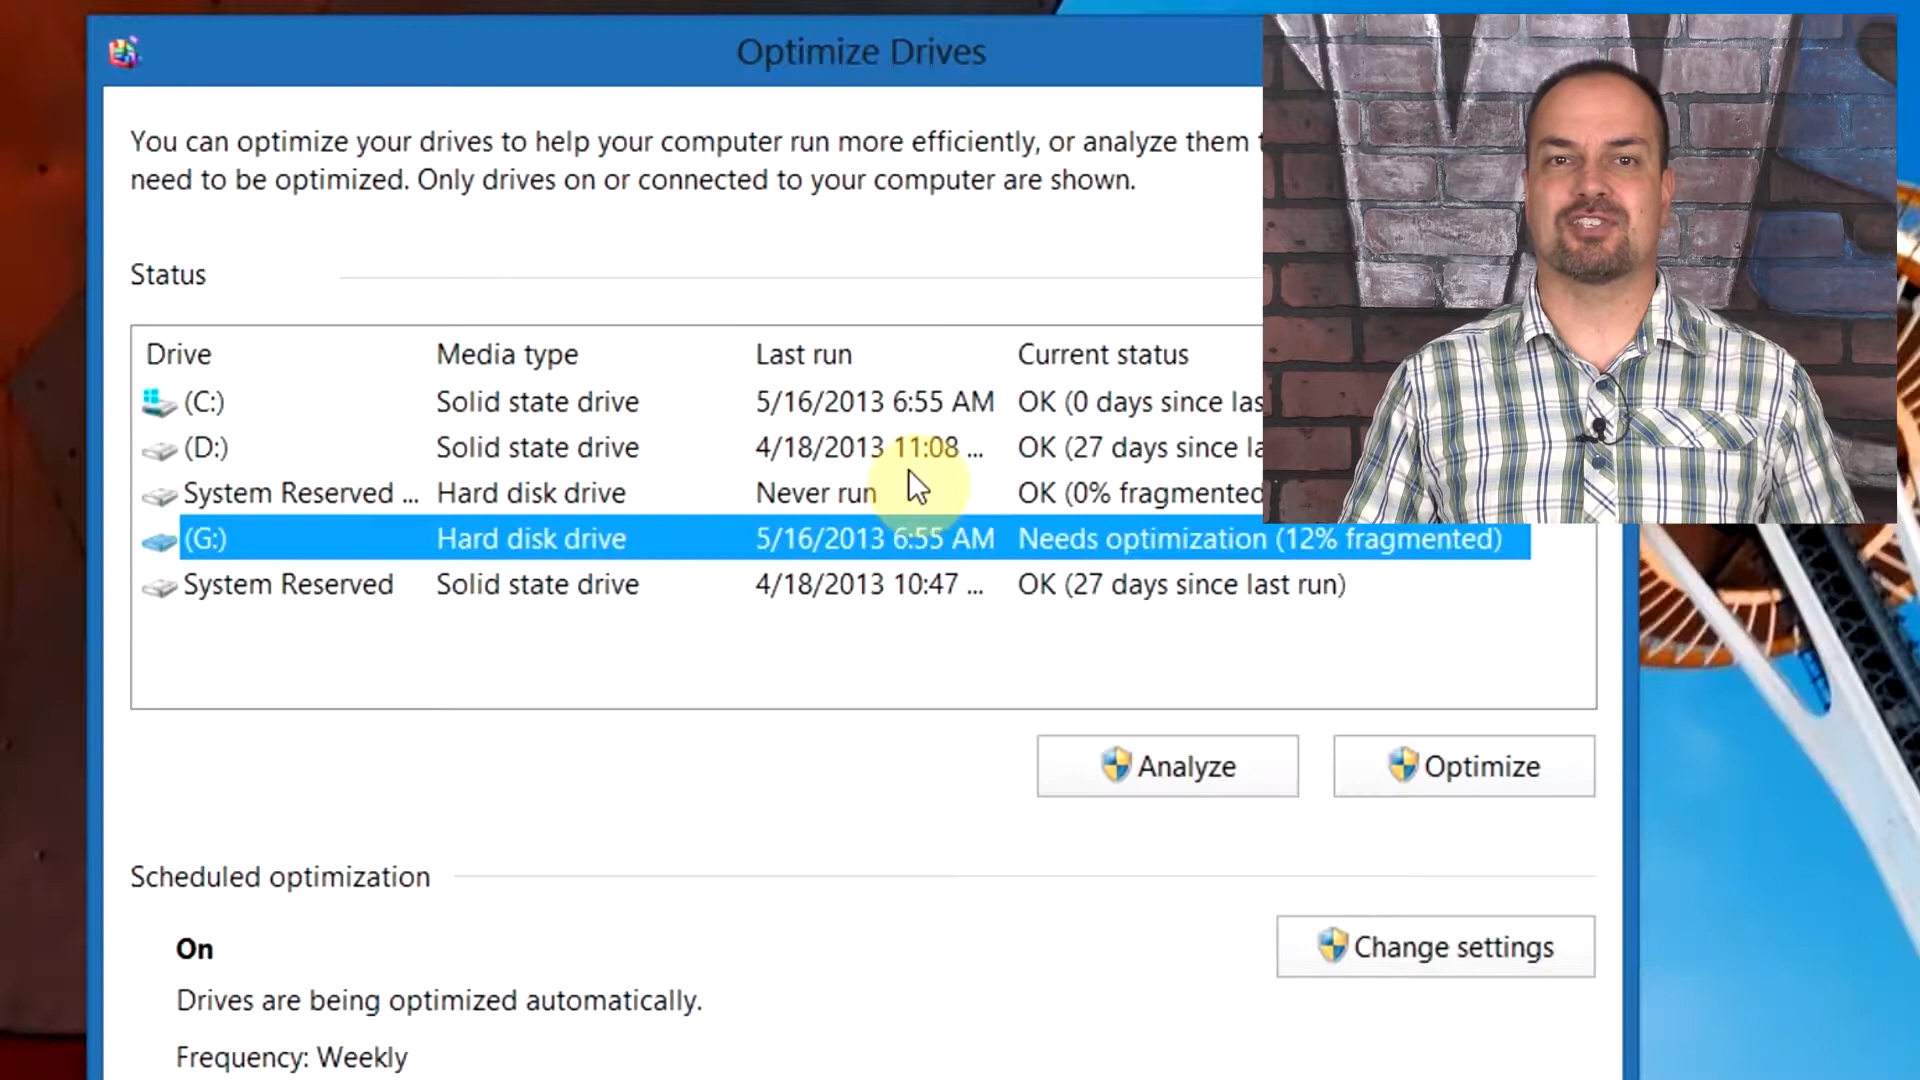 Optimize Drives
You can optimize your drives to help your computer run more efficiently, or analyze them
need to be optimized. Only drives on or connected to your computer are shown.
Status
Drive Media type Last run Current status
(C:) Solid state drive 5/16/2013 6:55 AM OK (0 days since las
(D:) Solid state drive 4/18/2013 11:08 ... OK (27 days since la
System Reserved ... Hard disk drive Never run OK (0% fragmented
(G:) Hard disk drive 5/16/2013 6:55 AM Needs optimization (12% fragmented)
System Reserved Solid state drive 4/18/2013 10:47 ... OK (27 days since last run)
Analyze Optimize
Scheduled optimization
On
Change settings
Drives are being optimized automatically.
Frequency: Weekly